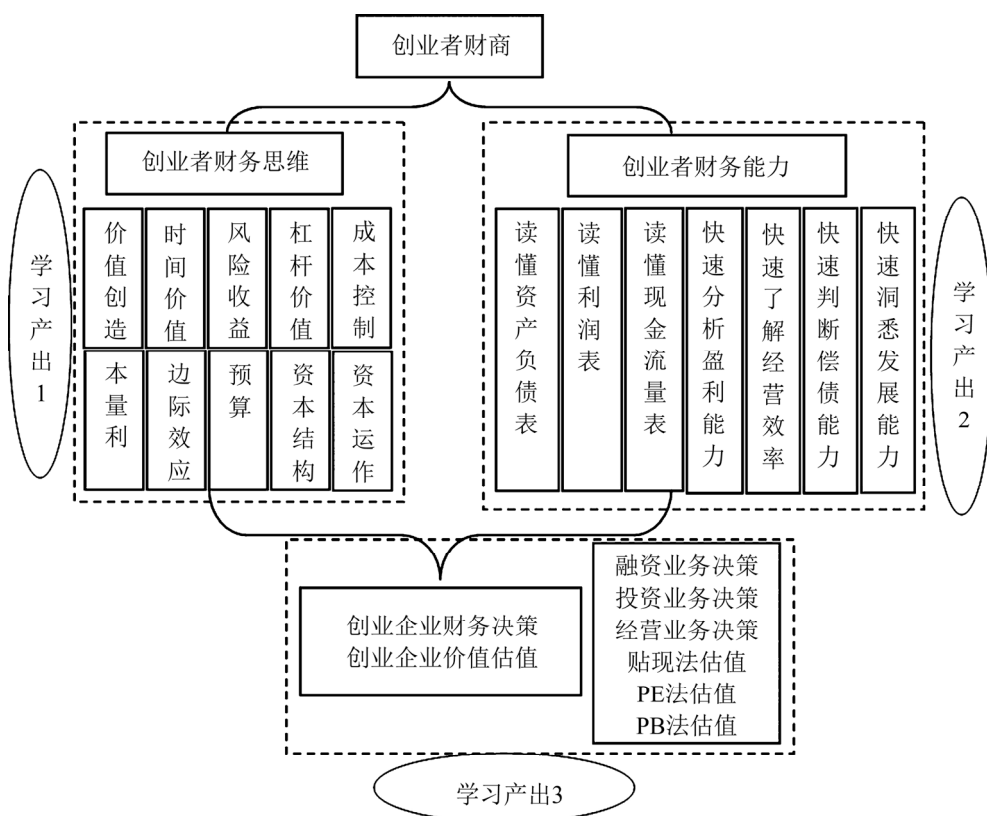 创业者财商
创业者财务思维
创业者财务能力
学习产出1
价值创造
时间价值
风险收益
杠杆价值
成本控制
本量利
边际效应
预算
资本结构
资本运作
读懂资产负债表
读懂利润表
读懂现金流量表
快速分析盈利能力
快速了解经营效率
快速判断偿债能力
快速洞悉发展能力
学习产出2
创业企业财务决策
创业企业价值估值
融资业务决策
投资业务决策
经营业务决策
贴现法估值
PE法估值
PB法估值
学习产出3